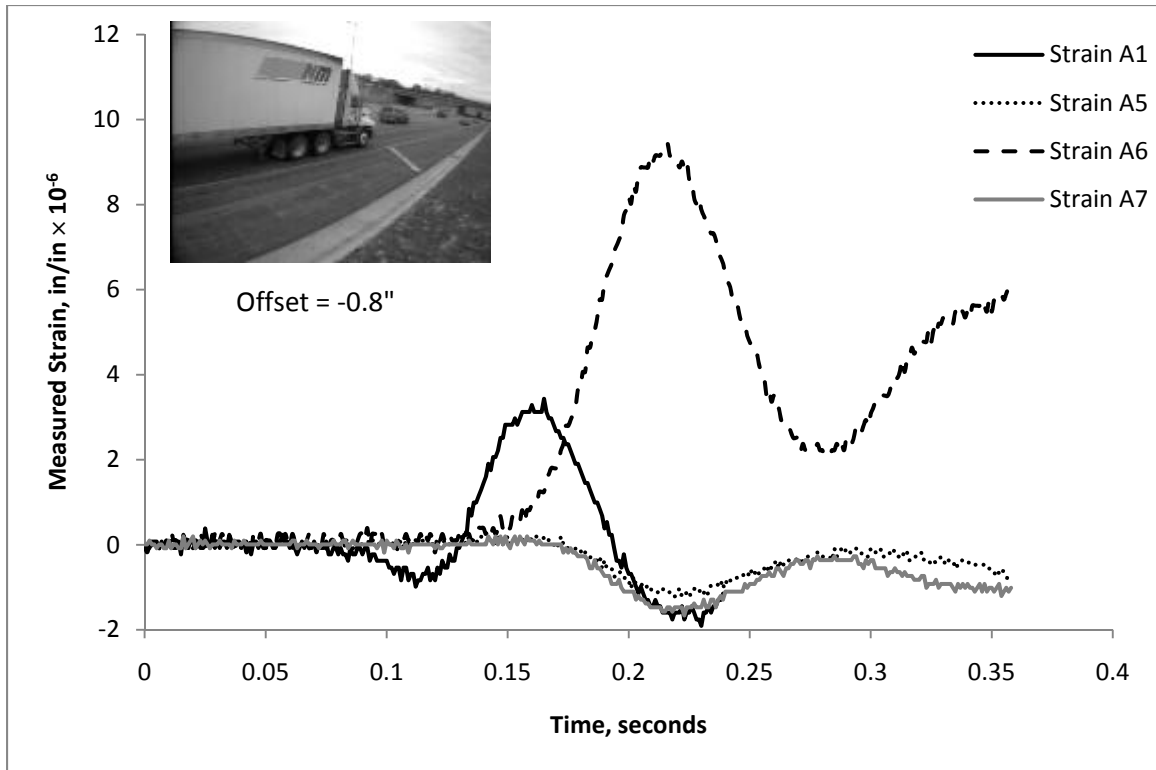 12
10
8
6
4
2
0
-2
0
0.05
0.1
0.15
0.2
0.25
0.3
0.35
0.4
Measured Strain, in/in × 10⁻⁶
Time, seconds
NM
Offset = -0.8"
Strain A1
Strain A5
Strain A6
Strain A7